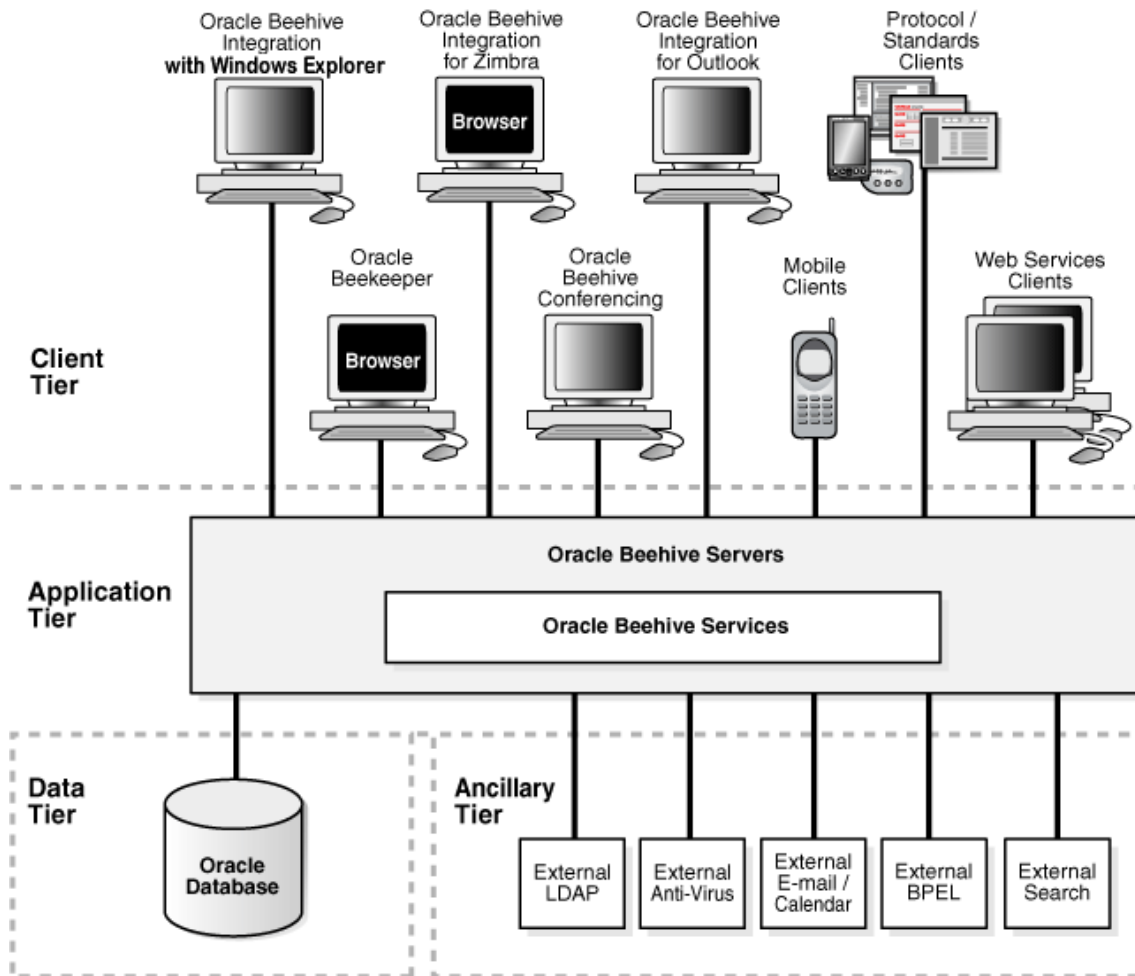 Oracle Beehive
Integration
with Windows Explorer
Oracle Beehive
Integration
for Zimbra
Oracle Beehive
Integration
for Outlook
Protocol /
Standards
Clients
Browser
Oracle
Beekeeper
Oracle
Beehive
Conferencing
Mobile
Clients
Web Services
Clients
Client
Tier
Browser
Oracle Beehive Servers
Application
Tier
Oracle Beehive Services
Data
Tier
Oracle
Database
Ancillary
Tier
External
LDAP
External
Anti-Virus
External
E-mail /
Calendar
External
BPEL
External
Search